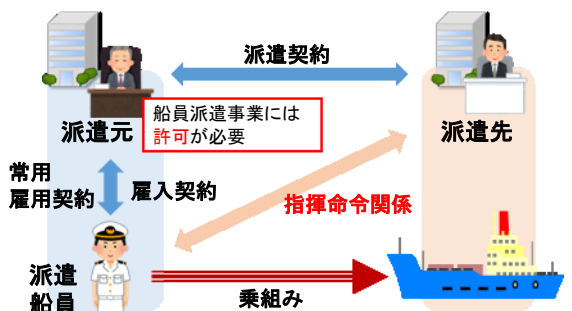 派遣契約
派遣元
船員派遣事業には
許可が必要
派遣先
常用
雇用契約
雇入契約
指揮命令関係
派遣
船員
乗組み